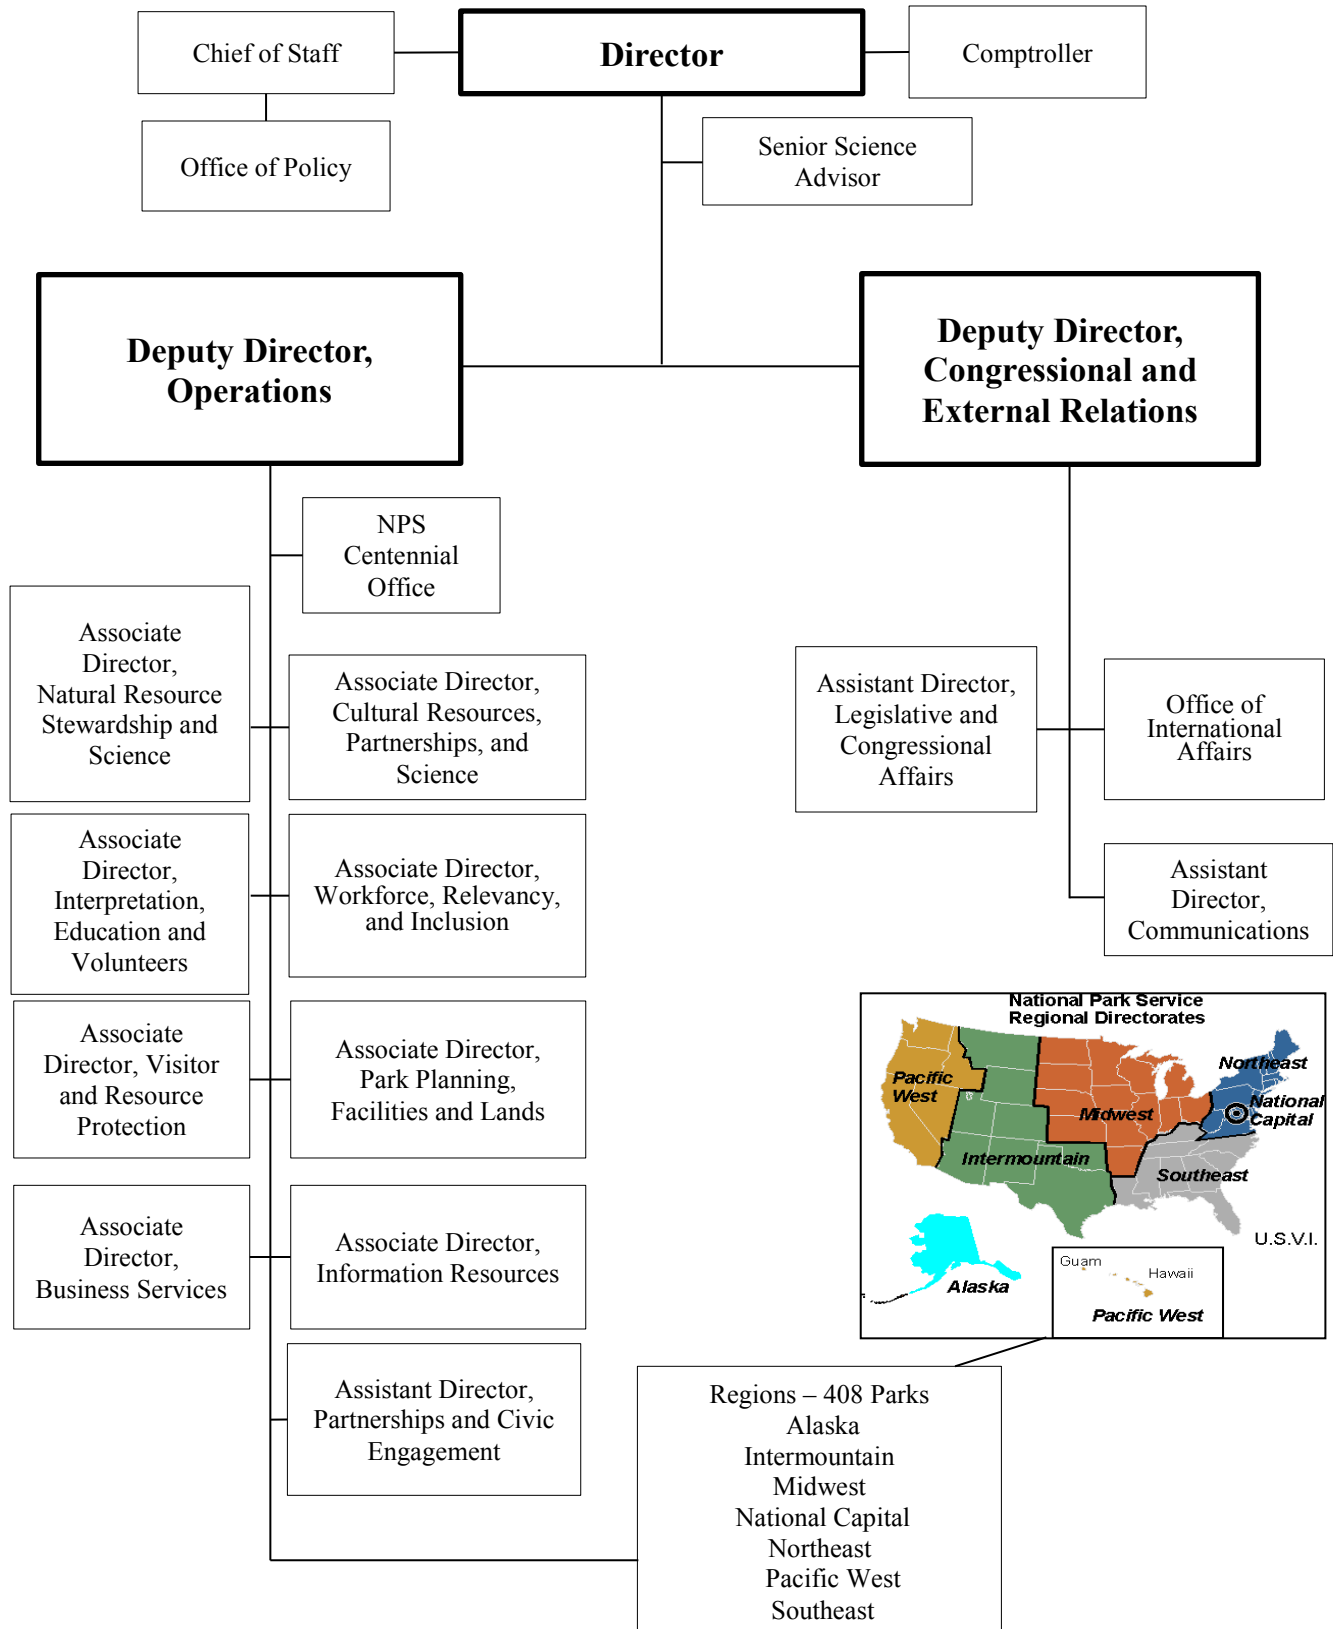 Chief of Staff
Director
Comptroller
Office of Policy
Senior Science
Advisor
Deputy Director,
Operations
Deputy Director,
Congressional and
External Relations
NPS
Centennial
Office
Associate
Director,
Natural Resource
Stewardship and
Science
Associate Director,
Cultural Resources,
Partnerships, and
Science
Assistant Director,
Legislative and
Congressional
Affairs
Office of
International
Affairs
Associate
Director,
Interpretation,
Education and
Volunteers
Associate Director,
Workforce, Relevancy,
and Inclusion
Assistant
Director,
Communications
Associate
Director, Visitor
and Resource
Protection
Associate Director,
Park Planning,
Facilities and Lands
National Park Service
Regional Directorates
Pacific
West
Midwest
Northeast
National
Capital
Intermountain
Southeast
U.S.V.I.
Alaska
Guam
Hawaii
Pacific West
Associate
Director,
Business Services
Associate Director,
Information Resources
Assistant Director,
Partnerships and Civic
Engagement
Regions – 408 Parks
Alaska
Intermountain
Midwest
National Capital
Northeast
Pacific West
Southeast